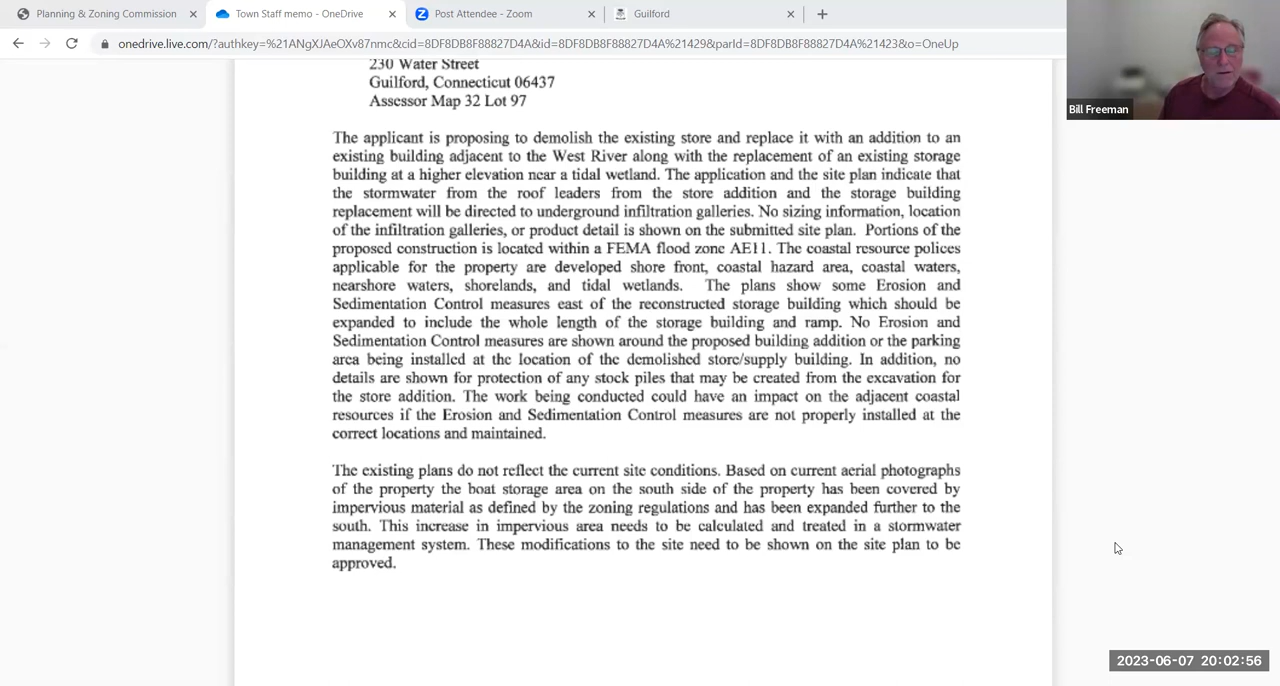 Planning & Zoning Commission
Town Staff memo - OneDrive
Post Attendee - Zoom
Guilford
onedrive.live.com/?authkey=%21ANgXJAeOXv87nmc&cid=8DF8DB8F88827D4A&id=8DF8DB8F88827D4A%21429&parId=8DF8DB8F88827D4A%21423&o=OneUp
Bill Freeman
230 Water Street
Guilford, Connecticut 06437
Assessor Map 32 Lot 97
The applicant is proposing to demolish the existing store and replace it with an addition to an
existing building adjacent to the West River along with the replacement of an existing storage
building at a higher elevation near a tidal wetland. The application and the site plan indicate that
the stormwater from the roof leaders from the store addition and the storage building
replacement will be directed to underground infiltration galleries. No sizing information, location
of the infiltration galleries, or product detail is shown on the submitted site plan. Portions of the
proposed construction is located within a FEMA flood zone AE11. The coastal resource polices
applicable for the property are developed shore front, coastal hazard area, coastal waters,
nearshore waters, shorelands, and tidal wetlands. The plans show some Erosion and
Sedimentation Control measures east of the reconstructed storage building which should be
expanded to include the whole length of the storage building and ramp. No Erosion and
Sedimentation Control measures are shown around the proposed building addition or the parking
area being installed at the location of the demolished store/supply building. In addition, no
details are shown for protection of any stock piles that may be created from the excavation for
the store addition. The work being conducted could have an impact on the adjacent coastal
resources if the Erosion and Sedimentation Control measures are not properly installed at the
correct locations and maintained.
The existing plans do not reflect the current site conditions. Based on current aerial photographs
of the property the boat storage area on the south side of the property has been covered by
impervious material as defined by the zoning regulations and has been expanded further to the
south. This increase in impervious area needs to be calculated and treated in a stormwater
management system. These modifications to the site need to be shown on the site plan to be
approved.
2023-06-07 20:02:56